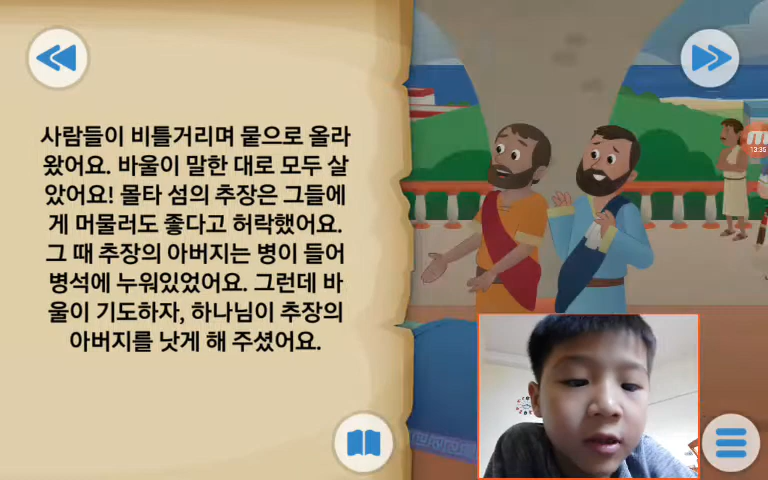 사람들이 비틀거리며 뭍으로 올라
왔어요. 바울이 말한 대로 모두 살
았어요! 몰타 섬의 추장은 그들에
게 머물러도 좋다고 허락했어요.
그 때 추장의 아버지는 병이 들어
병석에 누워있었어요. 그런데 바
울이 기도하자, 하나님이 추장의
아버지를 낫게 해 주셨어요.
13:35